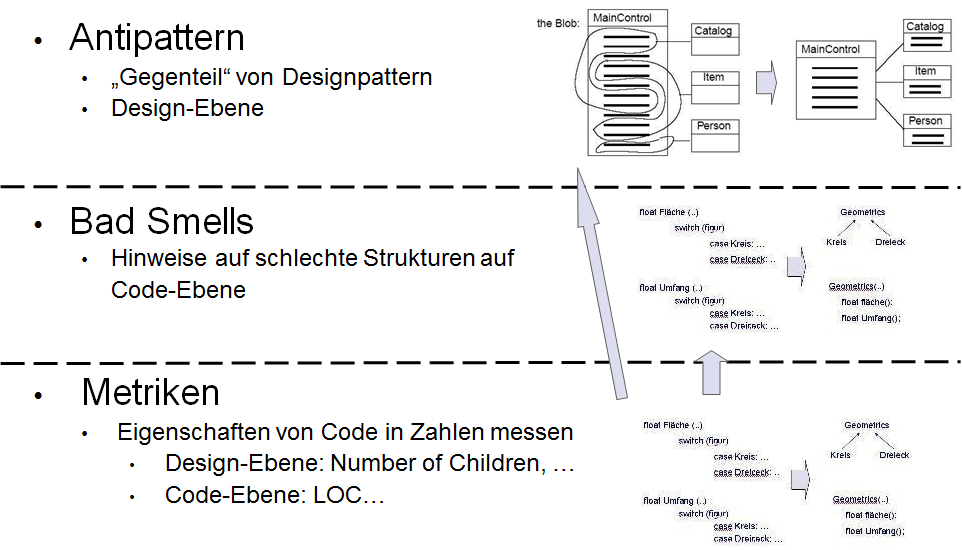 Antipattern
„Gegenteil“ von Designpattern
Design-Ebene
the Blob:
MainControl
Catalog
Item
Person
MainControl
Catalog
Item
Person
Bad Smells
Hinweise auf schlechte Strukturen auf
Code-Ebene
float Fläche (..)
switch (figur)
case Kreis: …
case Dreiceck: ..
float Umfang (..)
switch (figur)
case Kreis: …
case Dreiceck: …
Geometrics
Kreis
Dreieck
Geometrics(..)
float fläche();
float Umfang();
Metriken
Eigenschaften von Code in Zahlen messen
Design-Ebene: Number of Children, …
Code-Ebene: LOC…
float Fläche (..)
switch (figur)
case Kreis: …
case Dreiceck: ..
float Umfang (..)
switch (figur)
case Kreis: …
case Dreiceck: …
Geometrics
Kreis
Dreieck
Geometrics(..)
float fläche();
float Umfang();